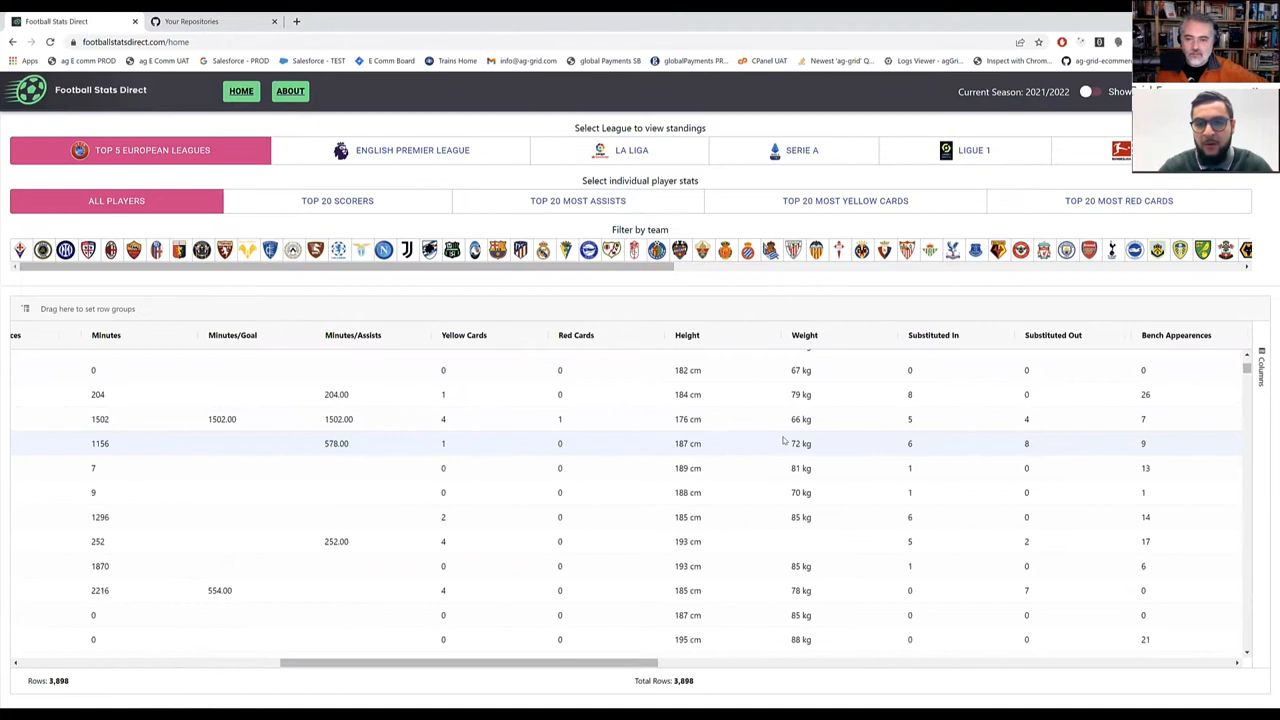 Football Stats Direct
Your Repositories
footballstatsdirect.com/home
Apps ag E comm PROD ag E comm UAT Salesforce - PROD Salesforce - TEST E Comm Board Trains Home info@ag-grid.com global Payments SB globalPayments PR... CPanel UAT Newest 'ag-grid' Q... Logs Viewer - agGri... Inspect with Chrom... ag-grid-ecommer
Football Stats Direct HOME ABOUT Current Season: 2021/2022 Show
Select League to view standings
TOP 5 EUROPEAN LEAGUES ENGLISH PREMIER LEAGUE LA LIGA SERIE A LIGUE 1
Select individual player stats
ALL PLAYERS TOP 20 SCORERS TOP 20 MOST ASSISTS TOP 20 MOST YELLOW CARDS TOP 20 MOST RED CARDS
Filter by team
Drag here to set row groups
ces Minutes Minutes/Goal Minutes/Assists Yellow Cards Red Cards Height Weight Substituted In Substituted Out Bench Appearences
Columns
0 0 0 182 cm 67 kg 0 0 0
204 204.00 1 0 184 cm 79 kg 8 0 26
1502 1502.00 1502.00 4 1 176 cm 66 kg 5 4 7
1156 578.00 1 0 187 cm 72 kg 6 8 9
7 0 0 189 cm 81 kg 1 0 13
9 0 0 188 cm 70 kg 1 0 1
1296 2 0 185 cm 85 kg 6 0 14
252 252.00 4 0 193 cm 5 2 17
1870 0 0 193 cm 85 kg 1 0 6
2216 554.00 4 0 185 cm 78 kg 0 7 0
0 0 0 187 cm 85 kg 0 0 0
0 0 0 195 cm 88 kg 0 0 21
Rows: 3,898 Total Rows: 3,898